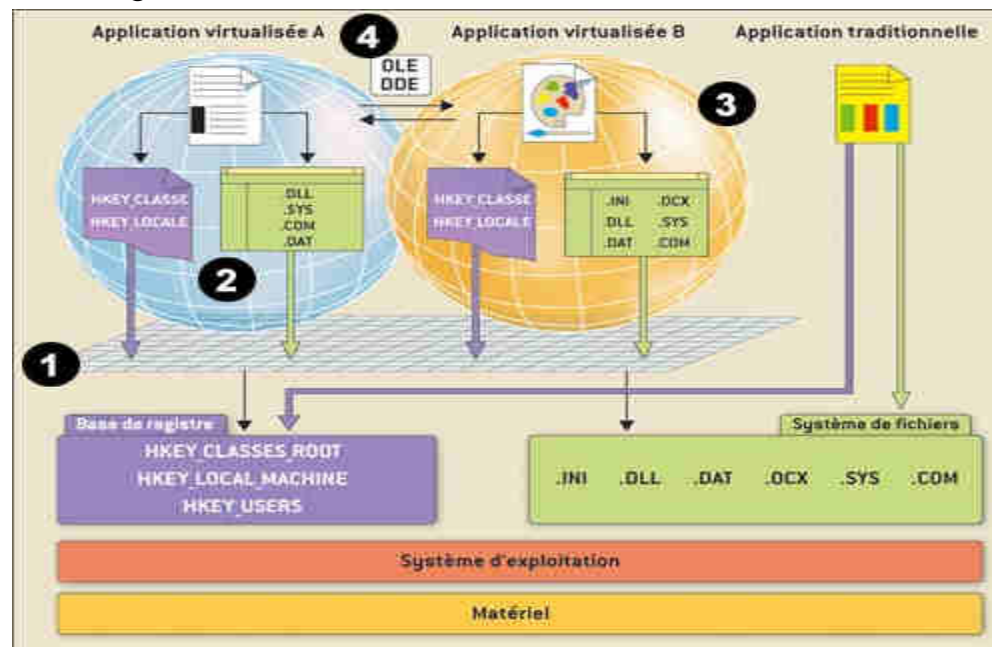 Application virtualisée A
4
Application virtualisée B
Application traditionnelle
OLE
DDE
3
HKEY_CLASSE
HKEY_LOCALE
.DLL
.SYS
.COM
.DAT
HKEY_CLASSE
HKEY_LOCALE
.INI .OCX
.DLL .SYS
.DAT .COM
2
1
Base de registre
HKEY_CLASSES_ROOT
HKEY_LOCAL_MACHINE
HKEY_USERS
Système de fichiers
.INI .DLL .DAT .OCX .SYS .COM
Système d'exploitation
Matériel